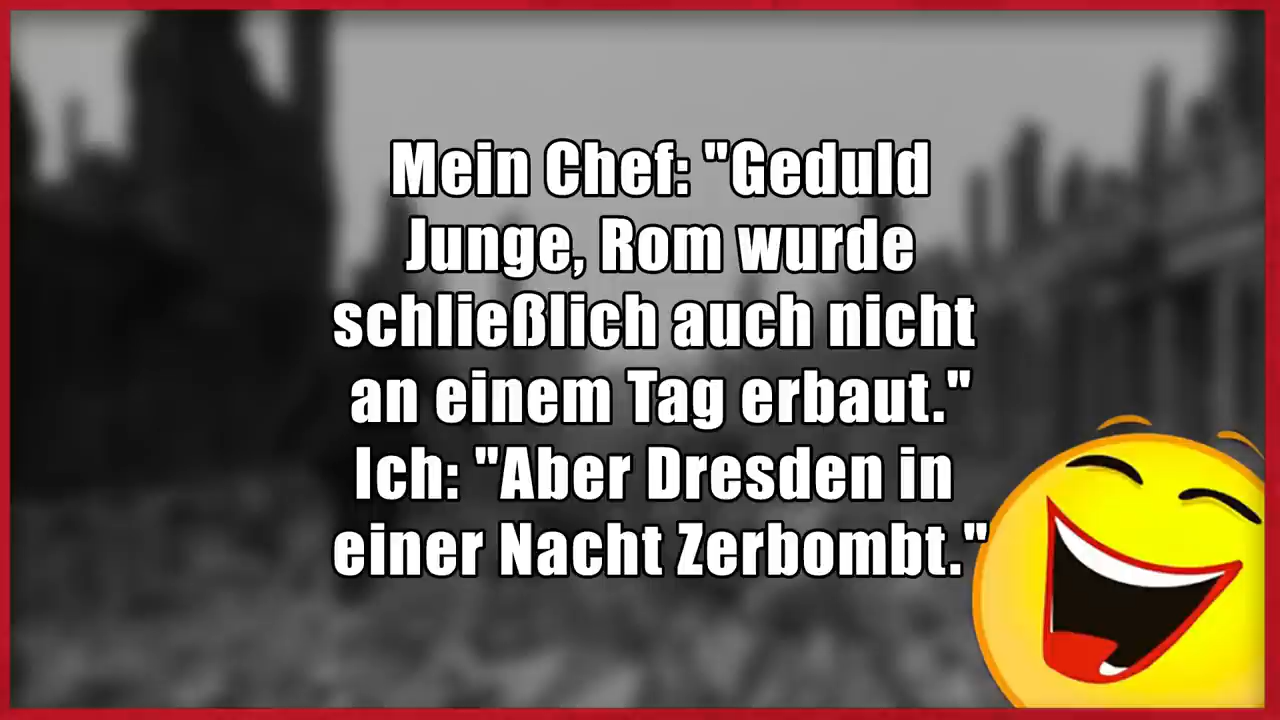 Mein Chef: "Geduld
Junge, Rom wurde
schließlich auch nicht
an einem Tag erbaut."
Ich: "Aber Dresden in
einer Nacht Zerbombt."